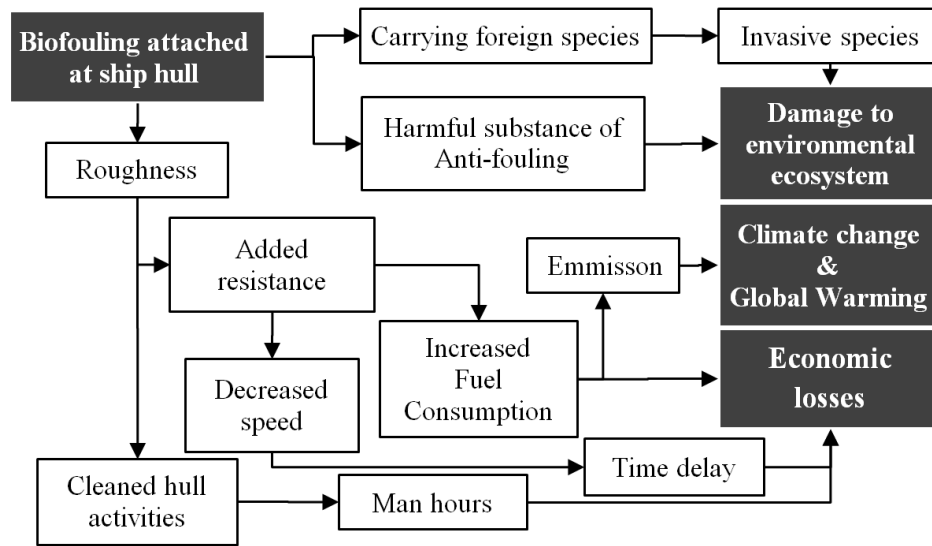 Biofouling attached
at ship hull
Carrying foreign species
Invasive species
Harmful substance of
Anti-fouling
Damage to
environmental
ecosystem
Roughness
Added
resistance
Emmisson
Climate change
&
Global Warming
Increased
Fuel
Consumption
Economic
losses
Decreased
speed
Time delay
Cleaned hull
activities
Man hours